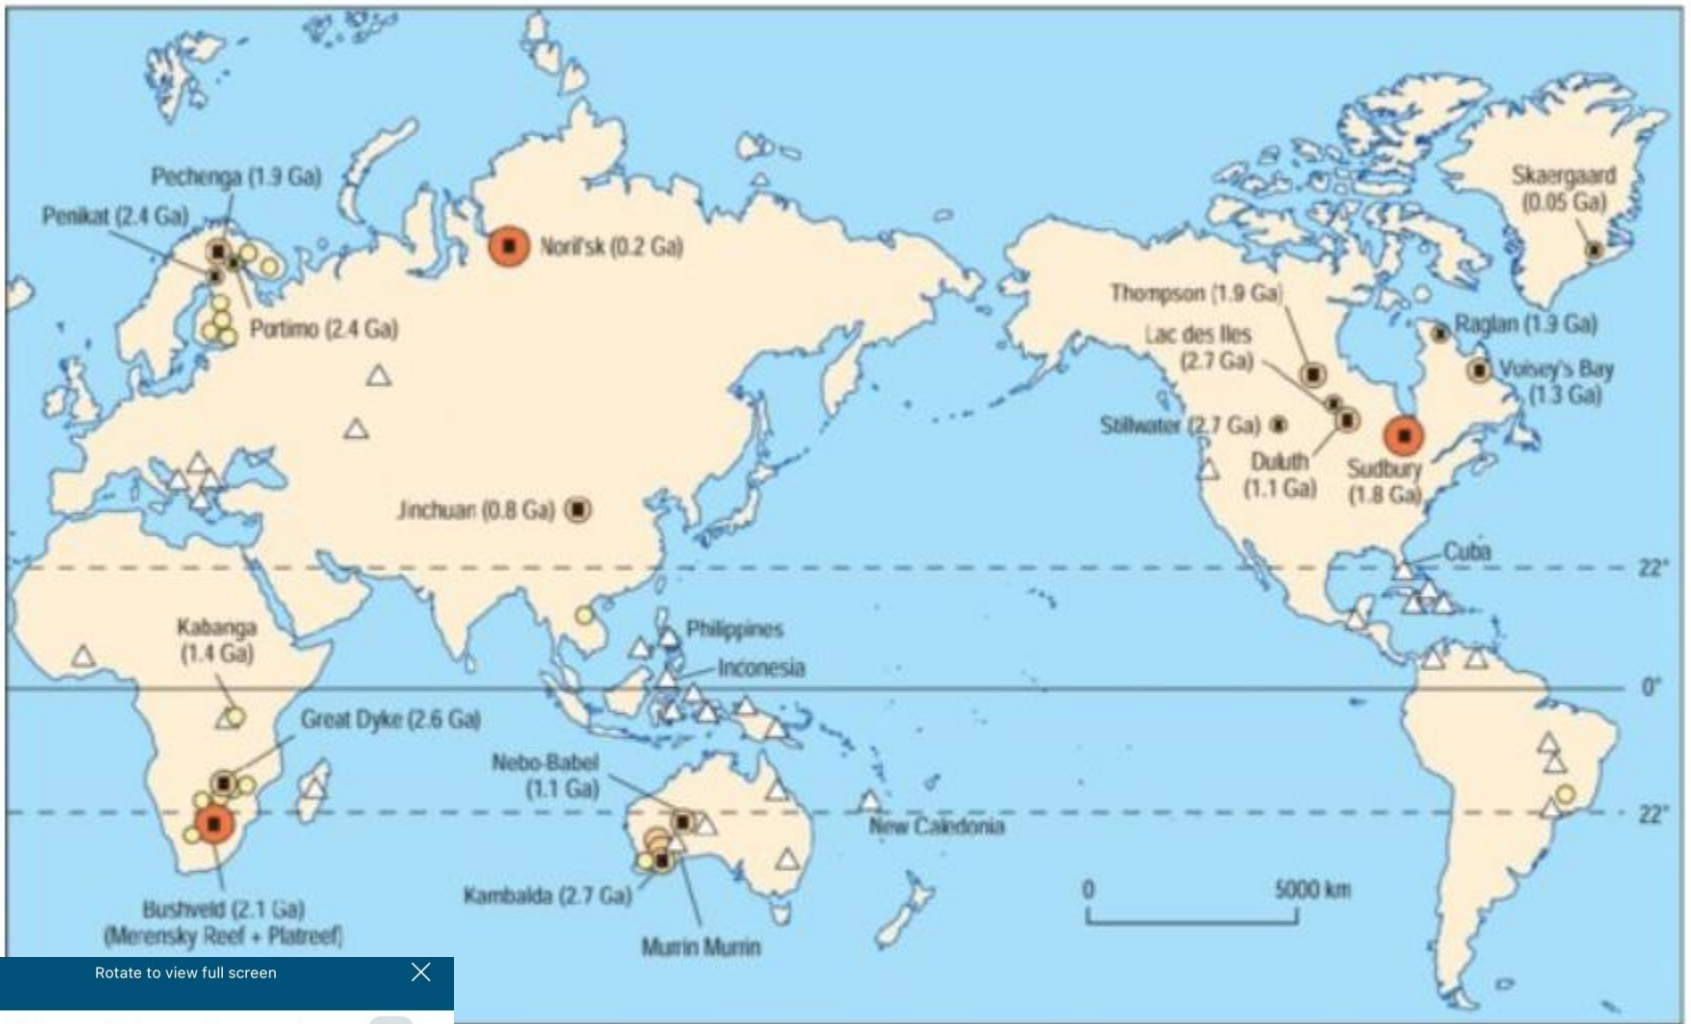 Pechenga (1.9 Ga)
Penikat (2.4 Ga)
Noril'sk (0.2 Ga)
Portimo (2.4 Ga)
Jinchuan (0.8 Ga)
Skaergaard
(0.05 Ga)
Thompson (1.9 Ga)
Lac des Iles
(2.7 Ga)
Raglan (1.9 Ga)
Voisey's Bay
(1.3 Ga)
Stillwater (2.7 Ga)
Duluth
(1.1 Ga)
Sudbury
(1.8 Ga)
Cuba
22°
Kabanga
(1.4 Ga)
Philippines
Inconesia
0°
Great Dyke (2.6 Ga)
Nebo-Babel
(1.1 Ga)
22°
New Caledonia
Kambalda (2.7 Ga)
0 5000 km
Bushveld (2.1 Ga)
(Merensky Reef + Platreef)
Murrin Murrin
Rotate to view full screen